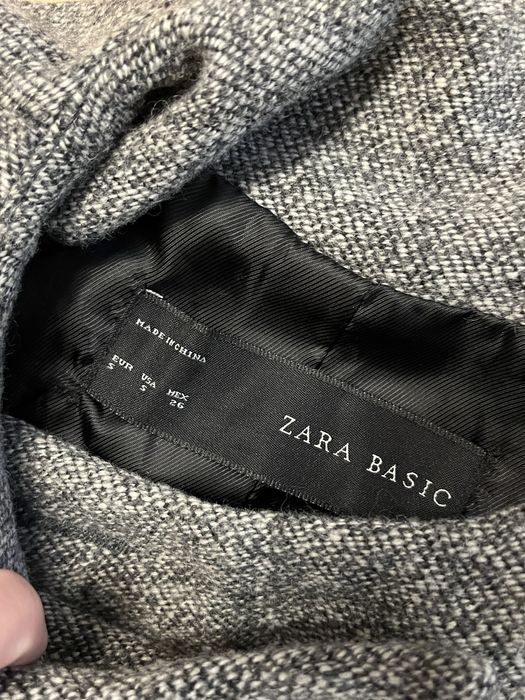 MADE IN CHINA
EUR USA MEX
S S 26
ZARA BASIC